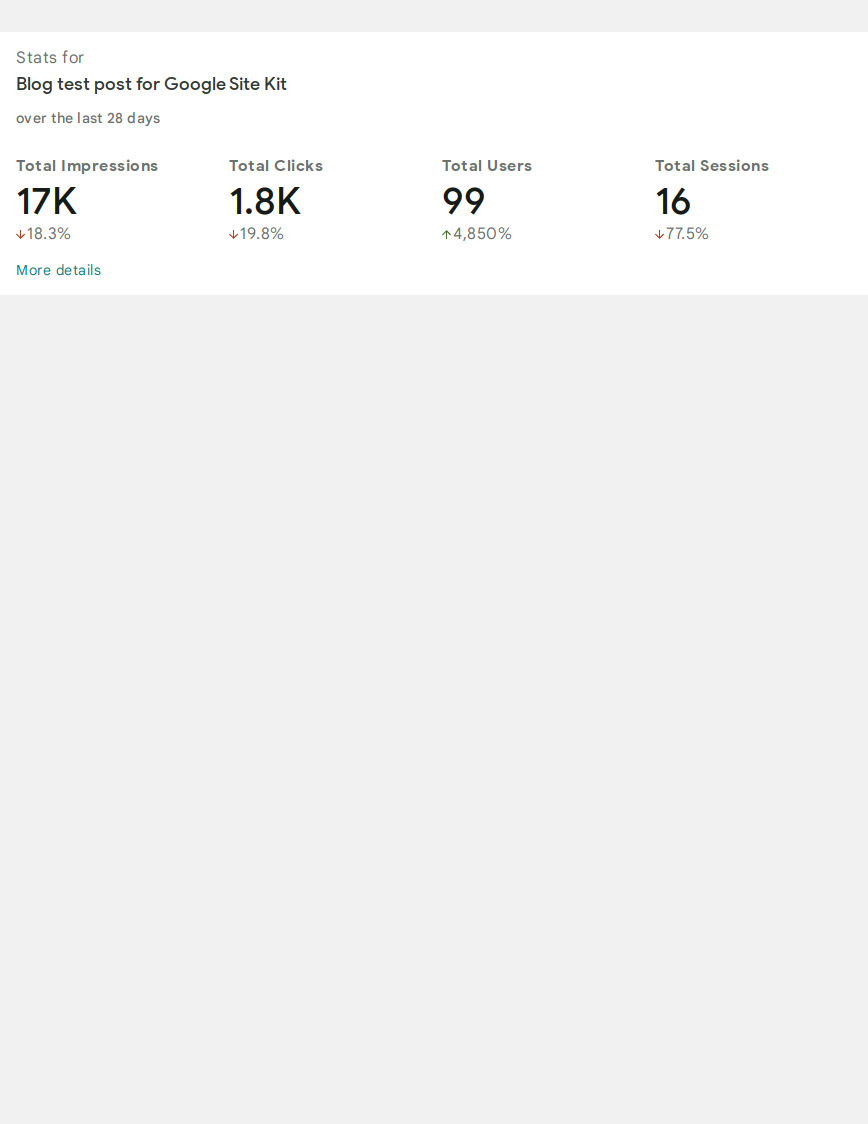 Stats for
Blog test post for Google Site Kit
over the last 28 days
Total Impressions
17K
↓18.3%
Total Clicks
1.8K
↓19.8%
Total Users
99
↑4,850%
Total Sessions
16
↓77.5%
More details